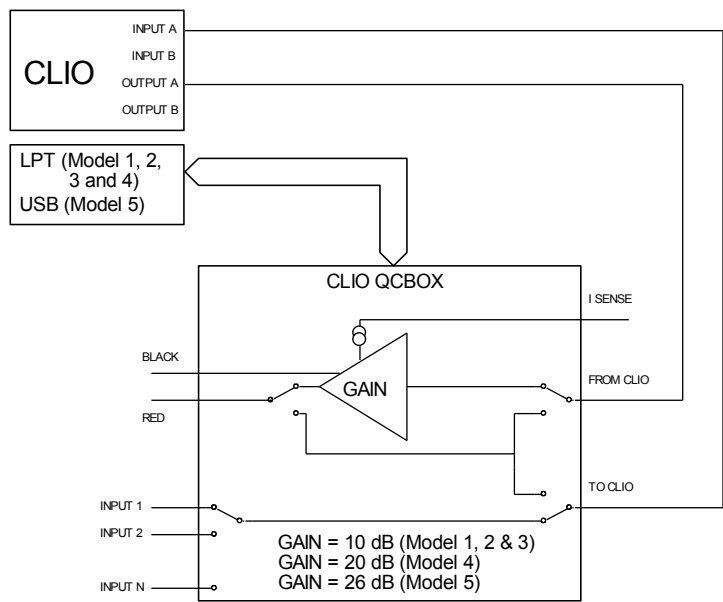 INPUT A
INPUT B
CLIO
OUTPUT A
OUTPUT B
LPT (Model 1, 2,
3 and 4)
USB (Model 5)
CLIO QCBOX
I SENSE
BLACK
GAIN
FROM CLIO
RED
TO CLIO
INPUT 1
INPUT 2
INPUT N
GAIN = 10 dB (Model 1, 2 & 3)
GAIN = 20 dB (Model 4)
GAIN = 26 dB (Model 5)